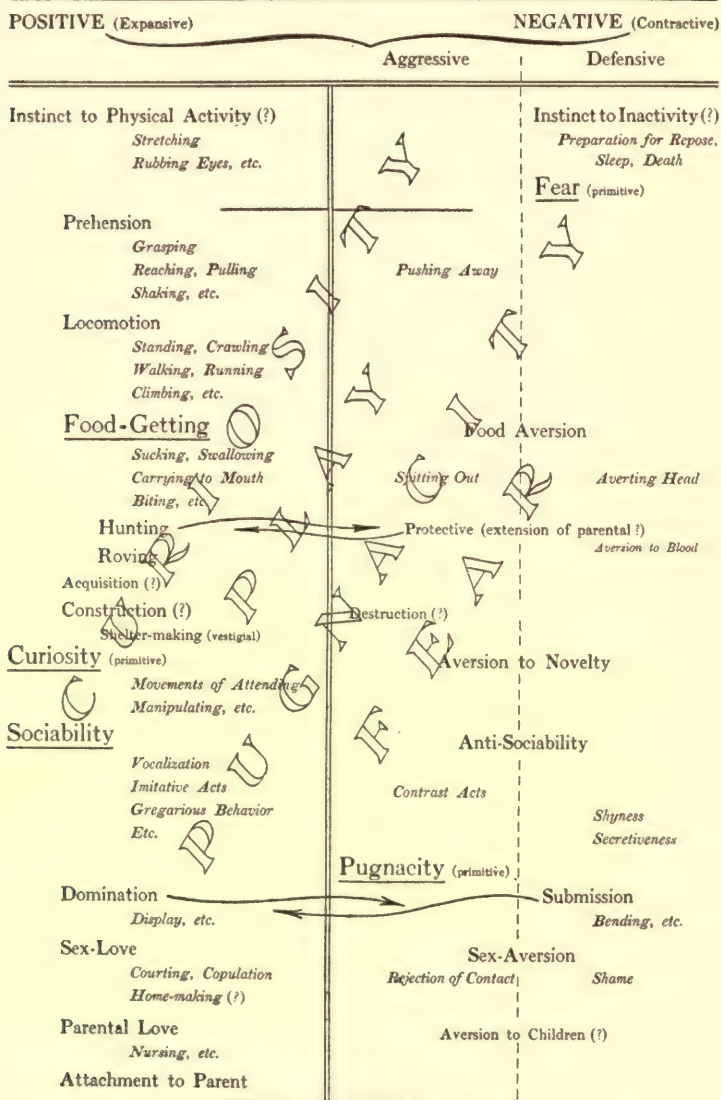 POSITIVE (Expansive) NEGATIVE (Contractive)
Aggressive Defensive
Instinct to Physical Activity (?) Instinct to Inactivity (?)
Stretching Preparation for Repose,
Rubbing Eyes, etc. Sleep, Death
Fear (primitive)
Prehension
Grasping
Reaching, Pulling Pushing Away
Shaking, etc.
Locomotion
Standing, Crawling
Walking, Running
Climbing, etc.
Food-Getting Food Aversion
Sucking, Swallowing
Carrying to Mouth Spitting Out Averting Head
Biting, etc.
Hunting Protective (extension of parental ?)
Roving Aversion to Blood
Acquisition (?)
Construction (?) Destruction (?)
Shelter-making (vestigial)
Curiosity (primitive) Aversion to Novelty
Movements of Attending
Manipulating, etc.
Sociability Anti-Sociability
Vocalization
Imitative Acts Contrast Acts
Gregarious Behavior Shyness
Etc. Secretiveness
Pugnacity (primitive)
Domination Submission
Display, etc. Bending, etc.
Sex-Love Sex-Aversion
Courting, Copulation Rejection of Contact Shame
Home-making (?)
Parental Love Aversion to Children (?)
Nursing, etc.
Attachment to Parent
CURIOSITY
PLAY
PUGNACITY
FEAR